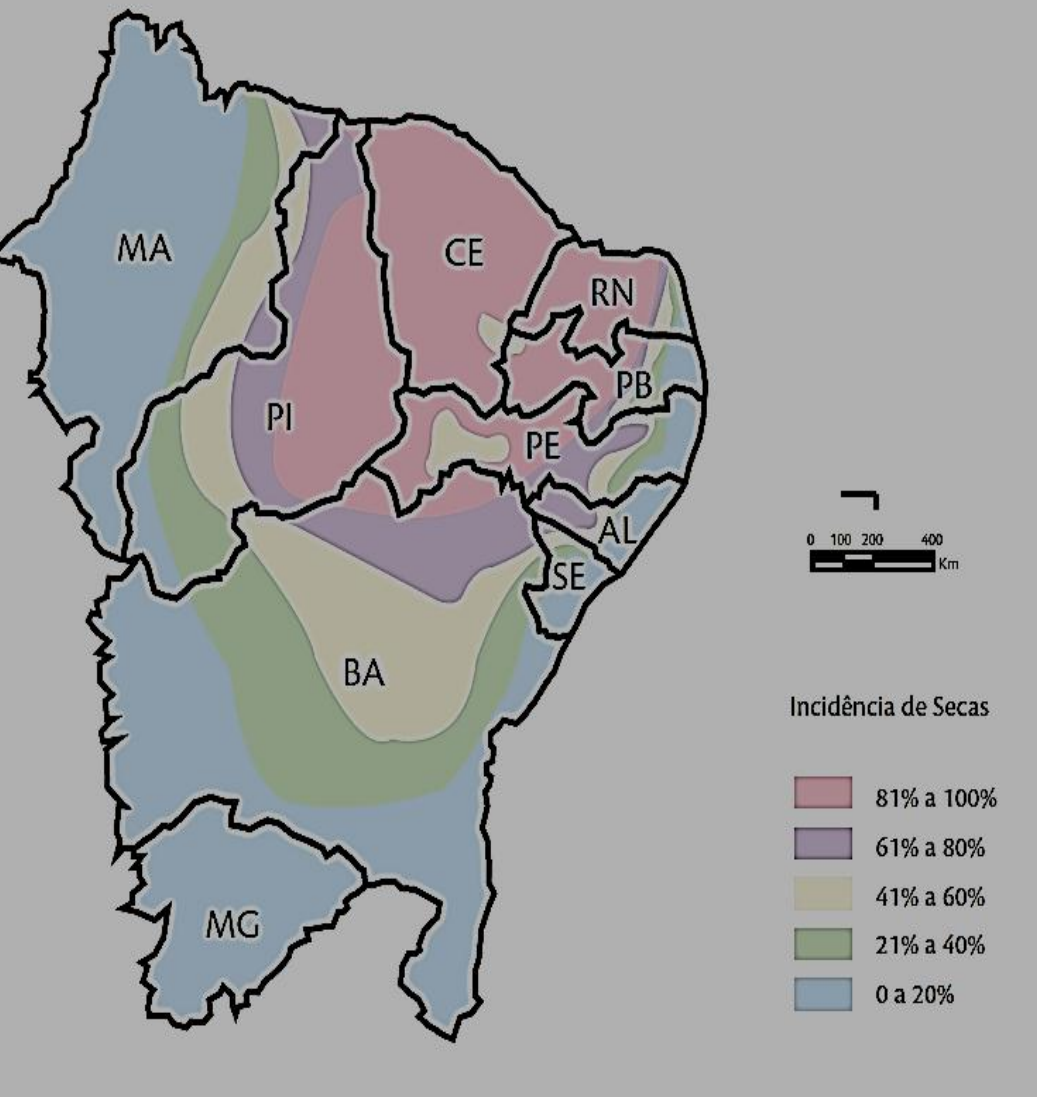 MA
CE
RN
PB
PI
PE
AL
SE
BA
MG
0 100 200 400
Km
Incidência de Secas
81% a 100%
61% a 80%
41% a 60%
21% a 40%
0 a 20%